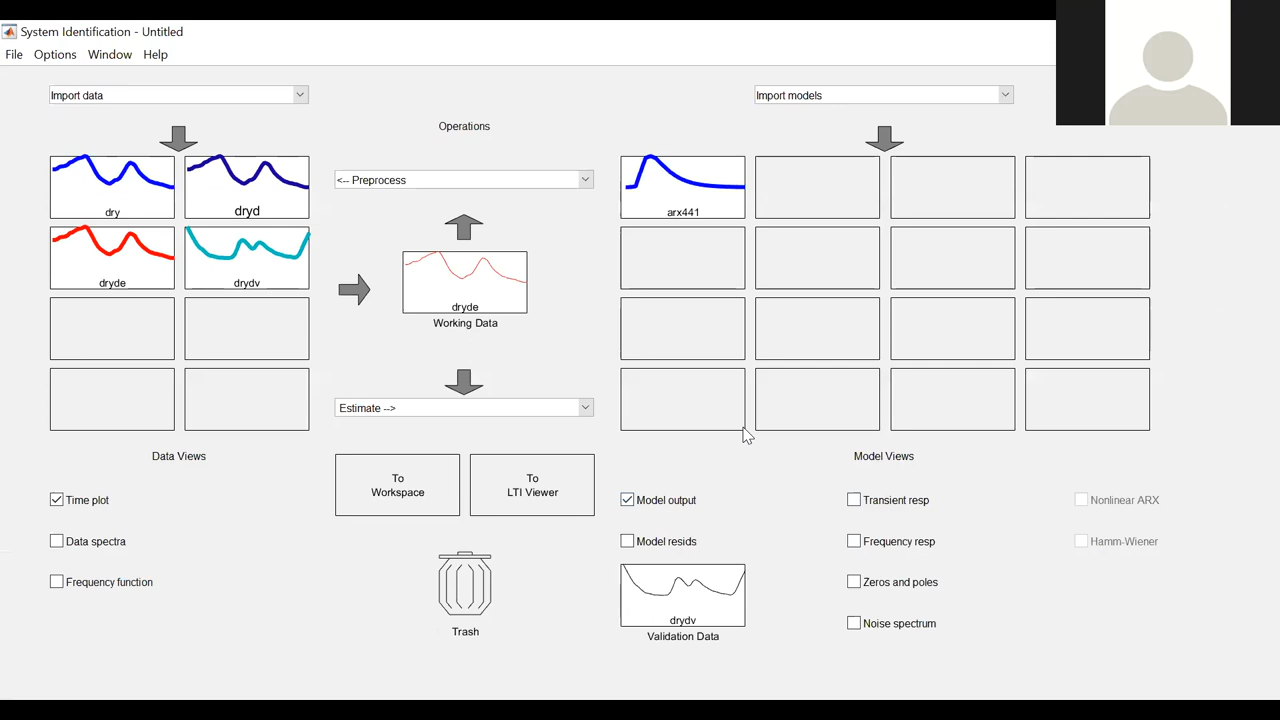 System Identification - Untitled
File Options Window Help
Import data
Import models
Operations
<-- Preprocess
dry
dryd
arx441
dryde
drydv
dryde
Working Data
Estimate -->
Data Views
Model Views
To
Workspace
To
LTI Viewer
Time plot
Model output
Transient resp
Nonlinear ARX
Data spectra
Model resids
Frequency resp
Hamm-Wiener
Frequency function
Zeros and poles
drydv
Noise spectrum
Trash
Validation Data